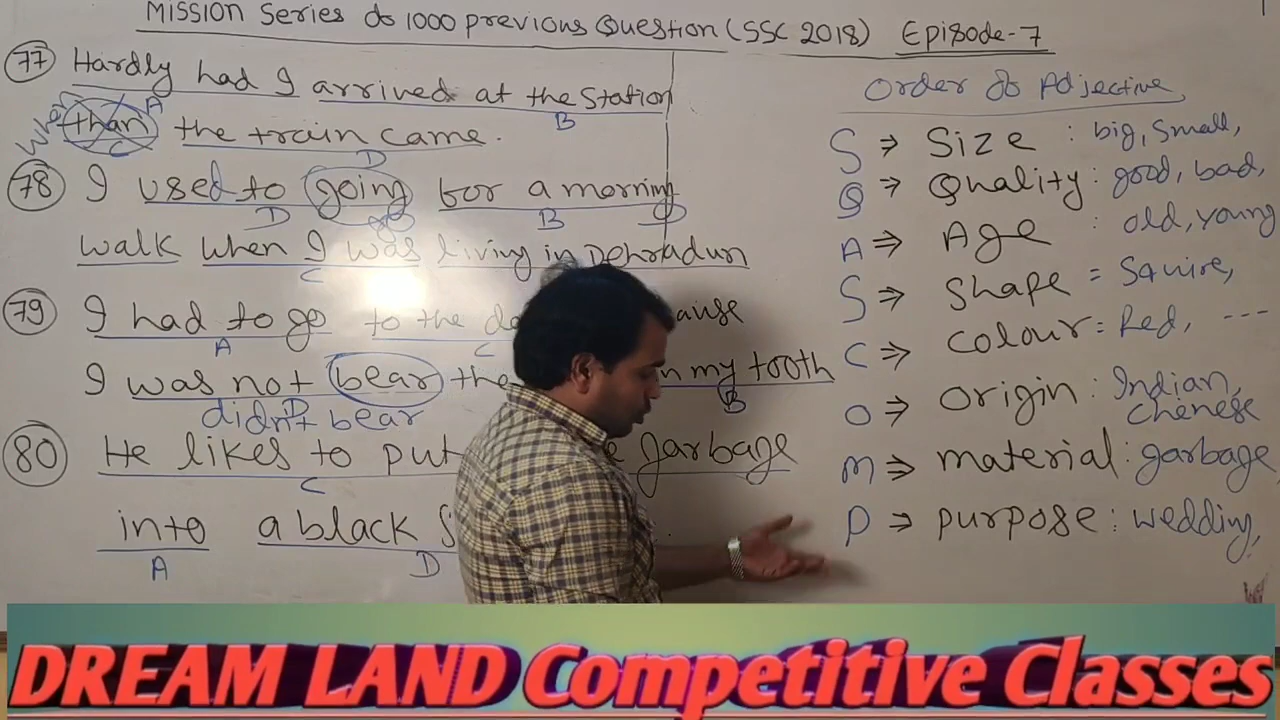 MISSION Series of 1000 previous Question (SSC 2018) Episode-7
77 Hardly had I arrived at the Station
A B
when than the train came.
C D
78 I used to going for a morning
D B
walk when I was living in Dehradun
C
79 I had to go to the ause
A C
I was not bear the n my tooth
D B
didn't bear
80 He likes to put garbage
C
into a black
A D
Order of Adjective
S ⇒ Size : big, Small,
Q ⇒ Quality : good, bad,
A ⇒ Age : old, young
S ⇒ Shape = Squire,
C ⇒ colour = Red, ---
O ⇒ origin : Indian, chenese
M ⇒ material : garbage,
P ⇒ purpose : wedding,
DREAM LAND Competitive Classes